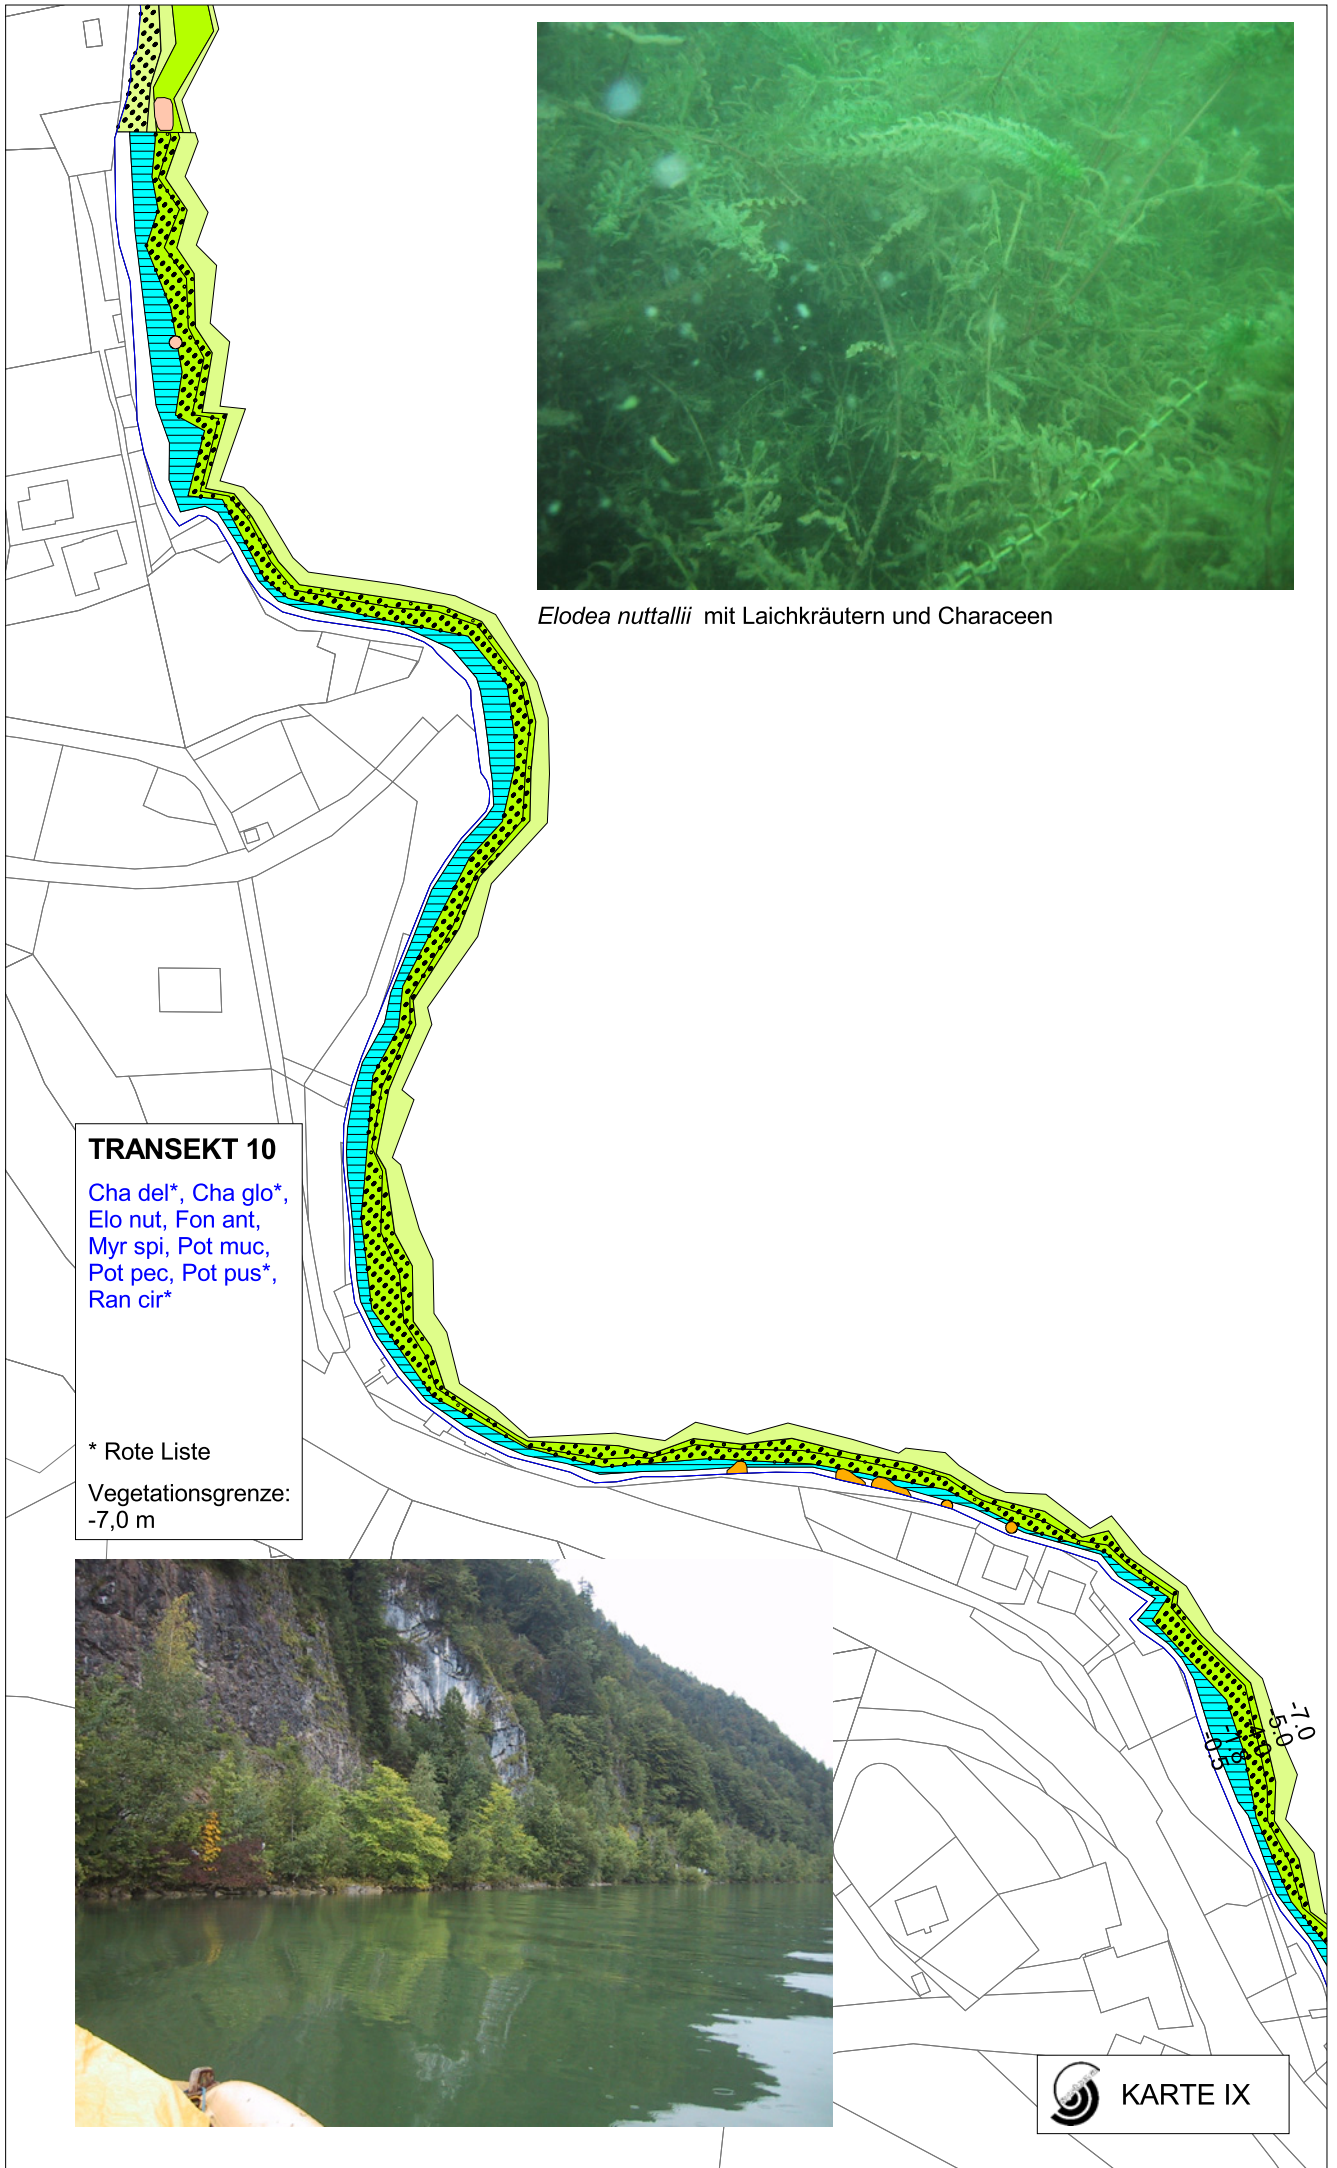 Elodea nuttallii mit Laichkräutern und Characeen
TRANSEKT 10
Cha del*, Cha glo*,
Elo nut, Fon ant,
Myr spi, Pot muc,
Pot pec, Pot pus*,
Ran cir*
* Rote Liste
Vegetationsgrenze:
-7,0 m
-7.0
-5.0
-1.8
-0.5
KARTE IX